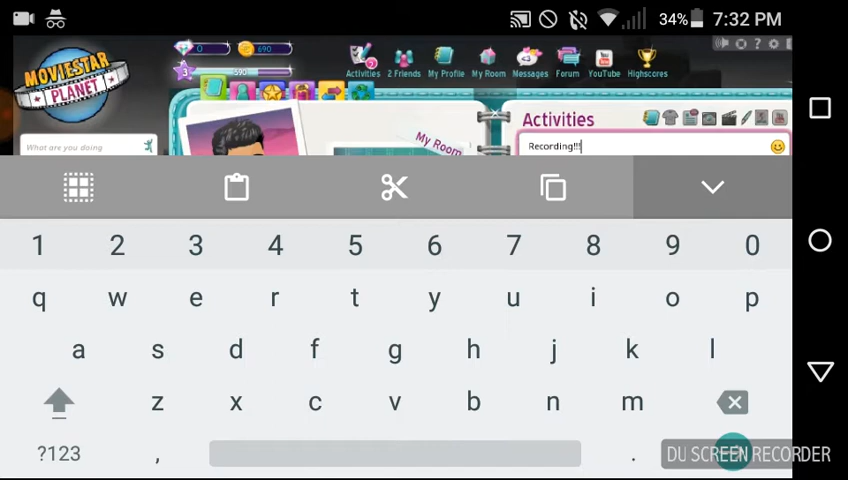 34% 7:32 PM
0 690
3 590
MOVIESTAR
PLANET
Activities 2 2 Friends My Profile My Room Messages Forum YouTube Highscores
What are you doing
My Room
Activities
Recording!!!
1 2 3 4 5 6 7 8 9 0
q w e r t y u i o p
a s d f g h j k l
z x c v b n m
?123 , .
DU SCREEN RECORDER